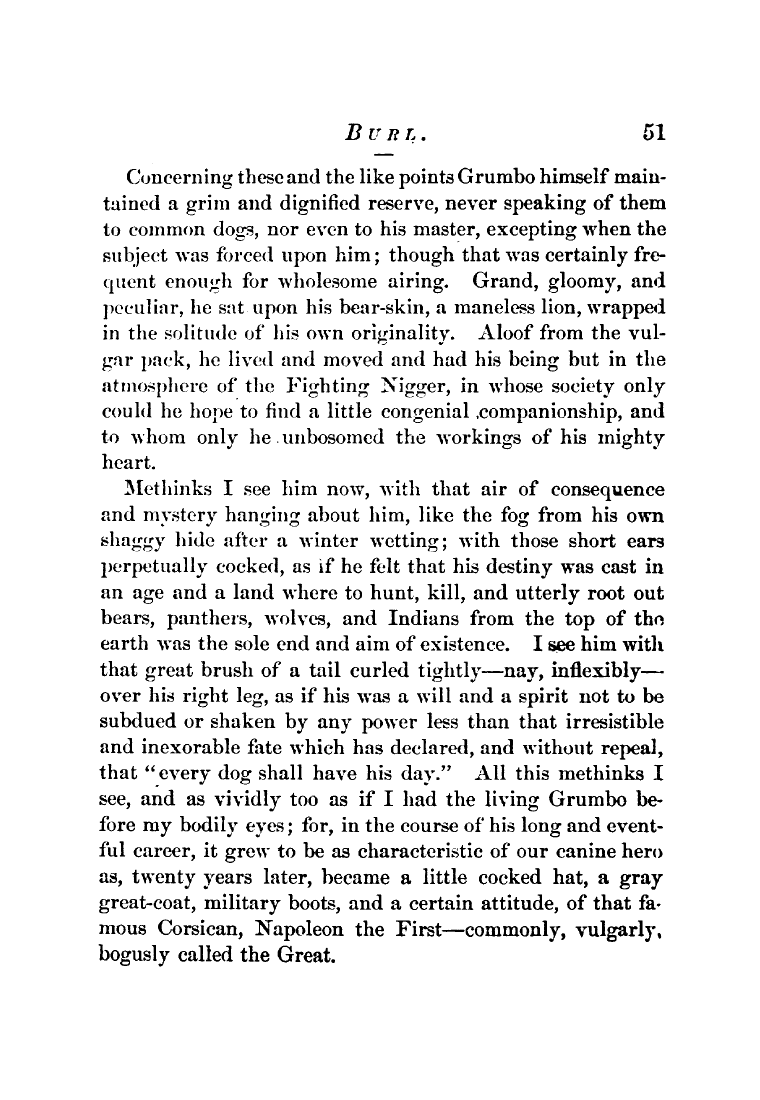 BURL. 51
Concerning these and the like points Grumbo himself main-
tained a grim and dignified reserve, never speaking of them
to common dogs, nor even to his master, excepting when the
subject was forced upon him; though that was certainly fre-
quent enough for wholesome airing. Grand, gloomy, and
peculiar, he sat upon his bear-skin, a maneless lion, wrapped
in the solitude of his own originality. Aloof from the vul-
gar pack, he lived and moved and had his being but in the
atmosphere of the Fighting Nigger, in whose society only
could he hope to find a little congenial .companionship, and
to whom only he unbosomed the workings of his mighty
heart.
Methinks I see him now, with that air of consequence
and mystery hanging about him, like the fog from his own
shaggy hide after a winter wetting; with those short ears
perpetually cocked, as if he felt that his destiny was cast in
an age and a land where to hunt, kill, and utterly root out
bears, panthers, wolves, and Indians from the top of the
earth was the sole end and aim of existence. I see him with
that great brush of a tail curled tightly—nay, inflexibly—
over his right leg, as if his was a will and a spirit not to be
subdued or shaken by any power less than that irresistible
and inexorable fate which has declared, and without repeal,
that "every dog shall have his day." All this methinks I
see, and as vividly too as if I had the living Grumbo be-
fore my bodily eyes; for, in the course of his long and event-
ful career, it grew to be as characteristic of our canine hero
as, twenty years later, became a little cocked hat, a gray
great-coat, military boots, and a certain attitude, of that fa-
mous Corsican, Napoleon the First—commonly, vulgarly,
bogusly called the Great.